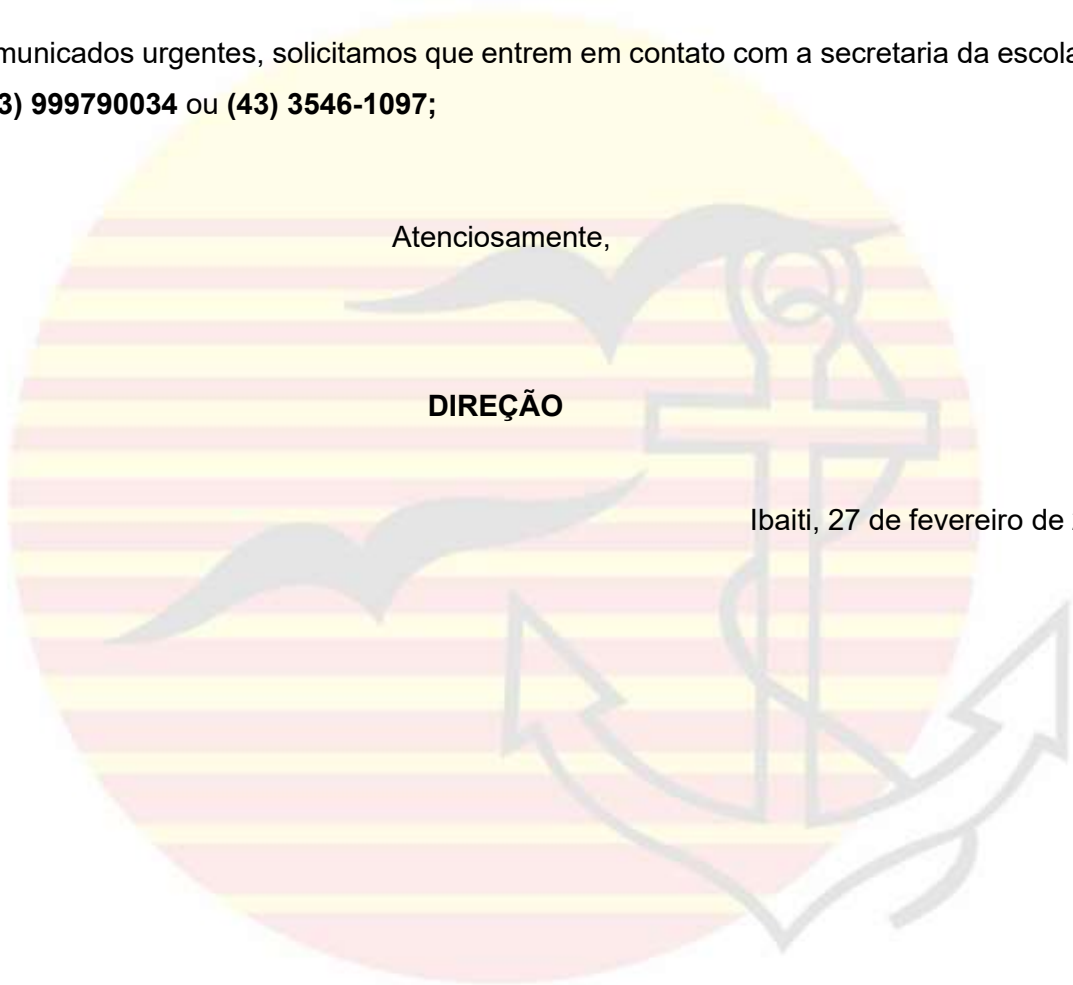 municados urgentes, solicitamos que entrem em contato com a secretaria da escola
3) 999790034 ou (43) 3546-1097;
Atenciosamente,
DIREÇÃO
Ibaiti, 27 de fevereiro de